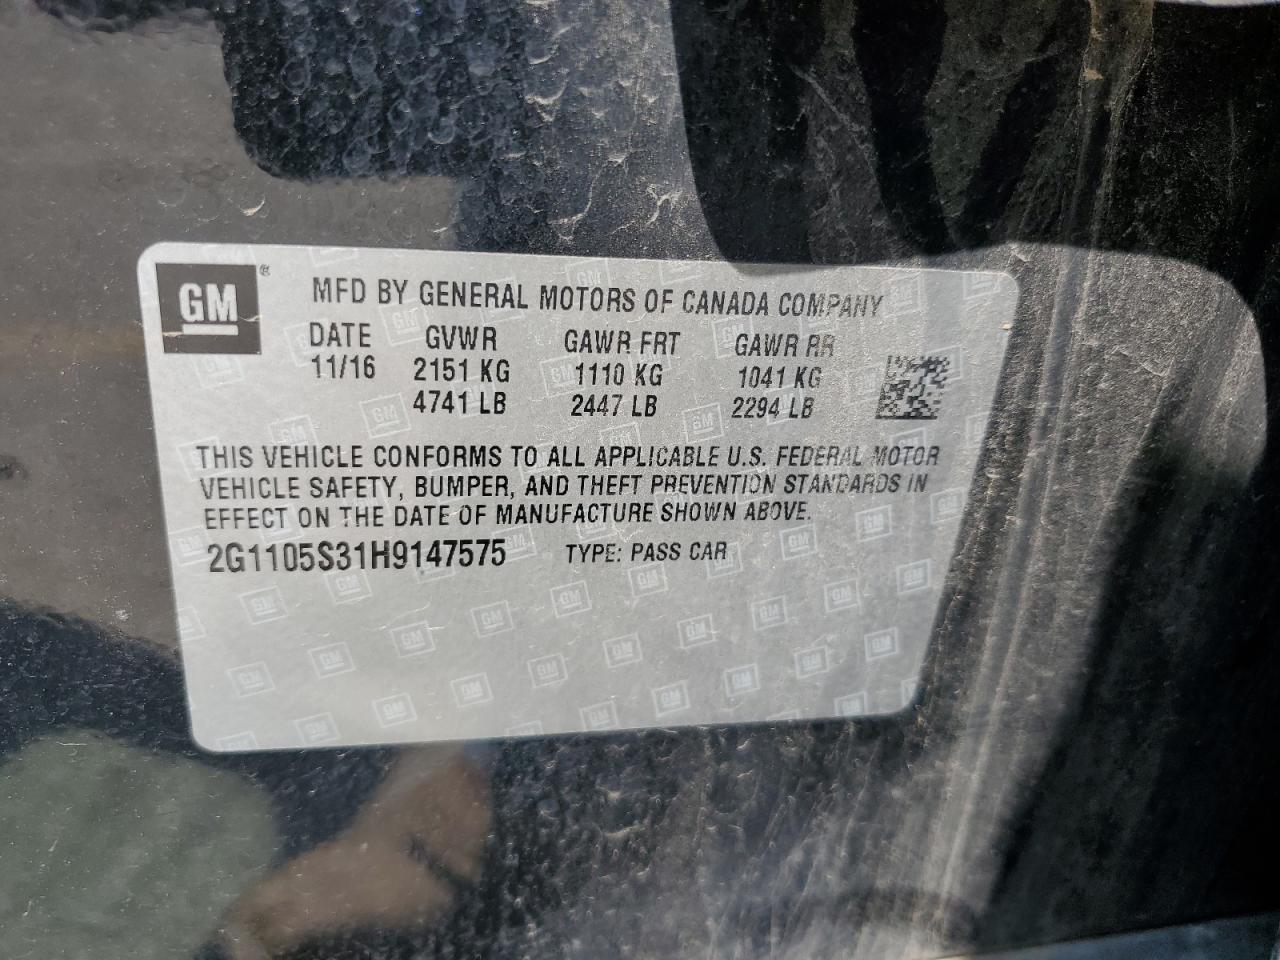 GM ®
MFD BY GENERAL MOTORS OF CANADA COMPANY
DATE GVWR GAWR FRT GAWR RR
11/16 2151 KG 1110 KG 1041 KG
4741 LB 2447 LB 2294 LB
THIS VEHICLE CONFORMS TO ALL APPLICABLE U.S. FEDERAL MOTOR
VEHICLE SAFETY, BUMPER, AND THEFT PREVENTION STANDARDS IN
EFFECT ON THE DATE OF MANUFACTURE SHOWN ABOVE.
2G1105S31H9147575 TYPE: PASS CAR